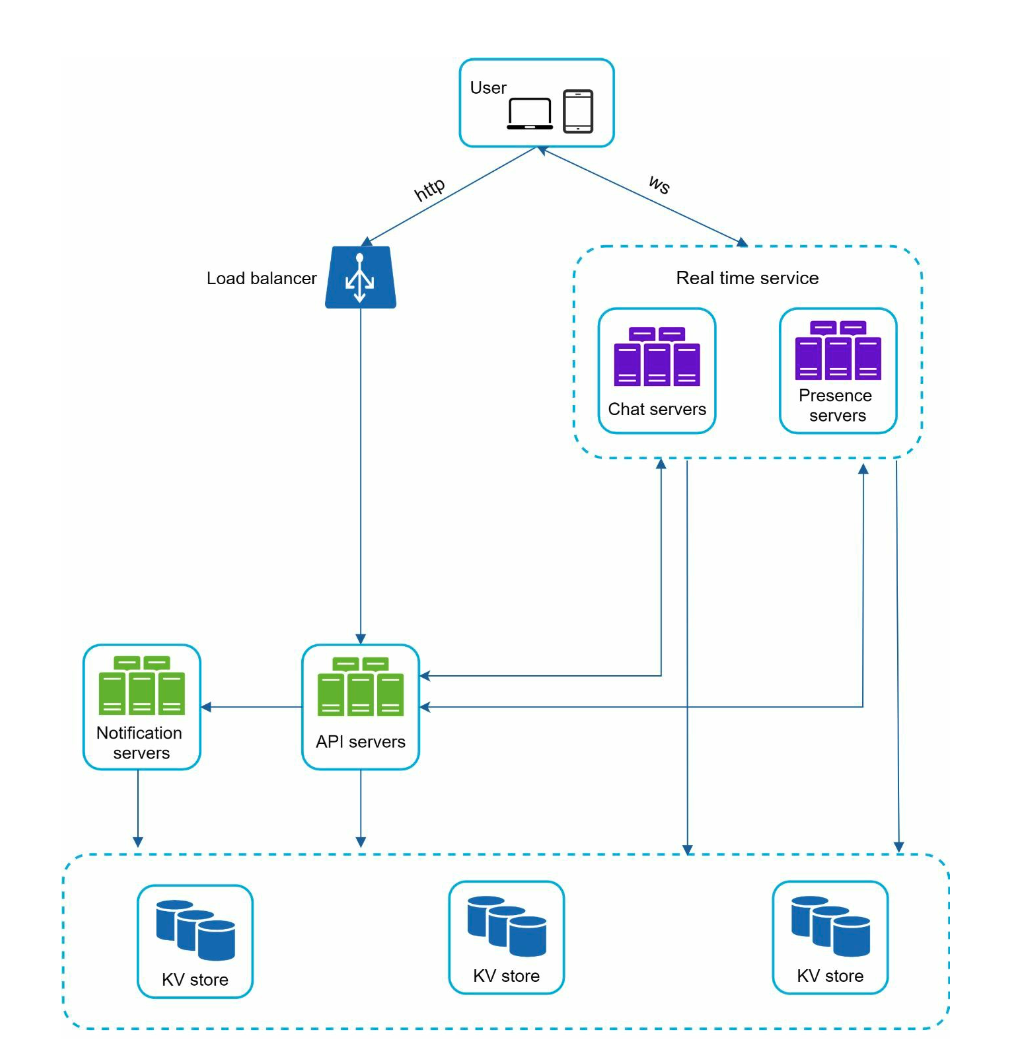 User
http
ws
Load balancer
Real time service
Chat servers
Presence
servers
Notification
servers
API servers
KV store
KV store
KV store